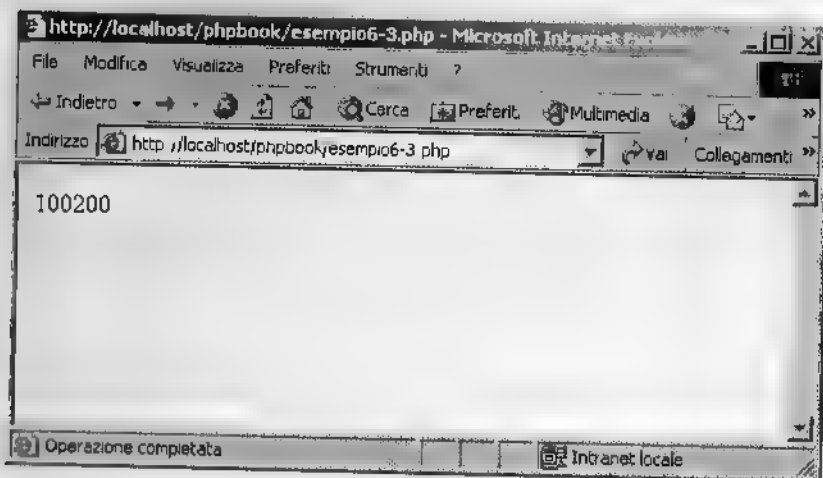 http://localhost/phpbook/esempio6-3.php - Microsoft Internet
File Modifica Visualizza Preferiti Strumenti ?
Indietro Cerca Preferit. Multimedia »
Indirizzo http //localhost/phpbook/esempio6-3 php Vai Collegamenti »
100200
Operazione completata Intranet locale